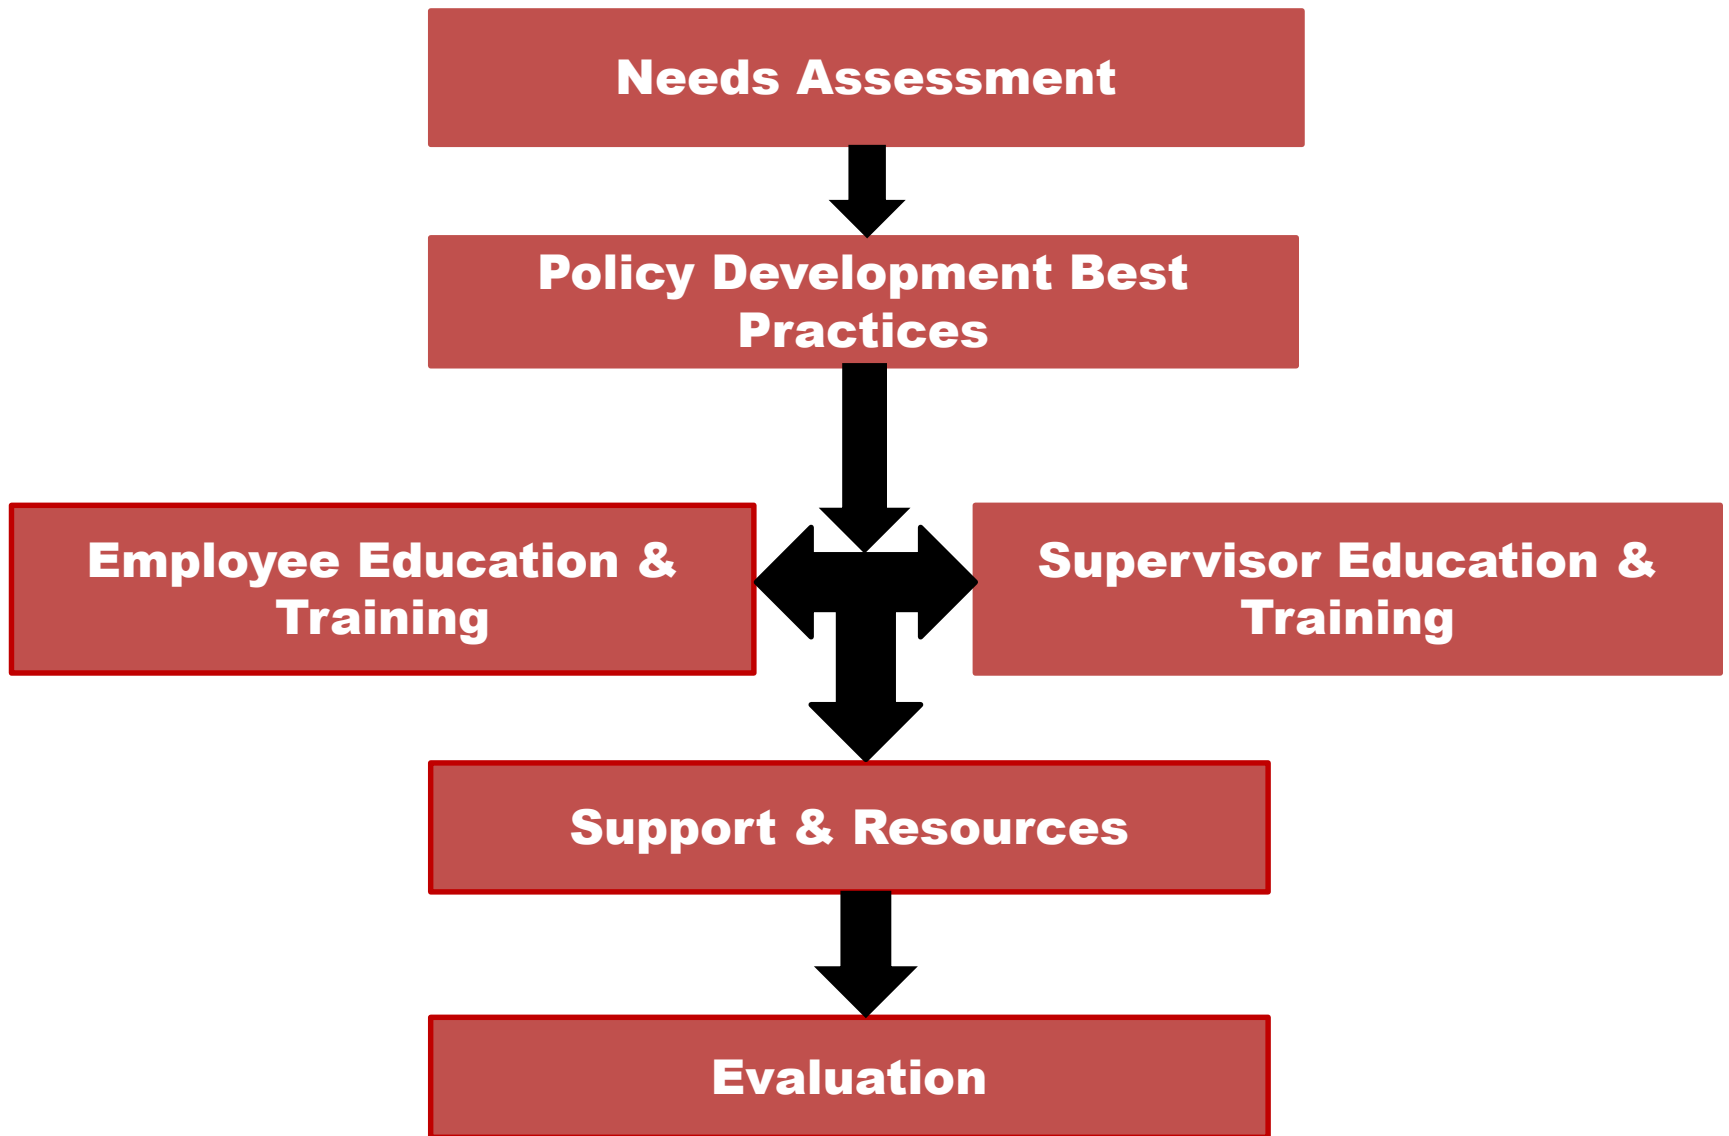 Needs Assessment
Policy Development Best
Practices
Employee Education &
Training
Supervisor Education &
Training
Support & Resources
Evaluation